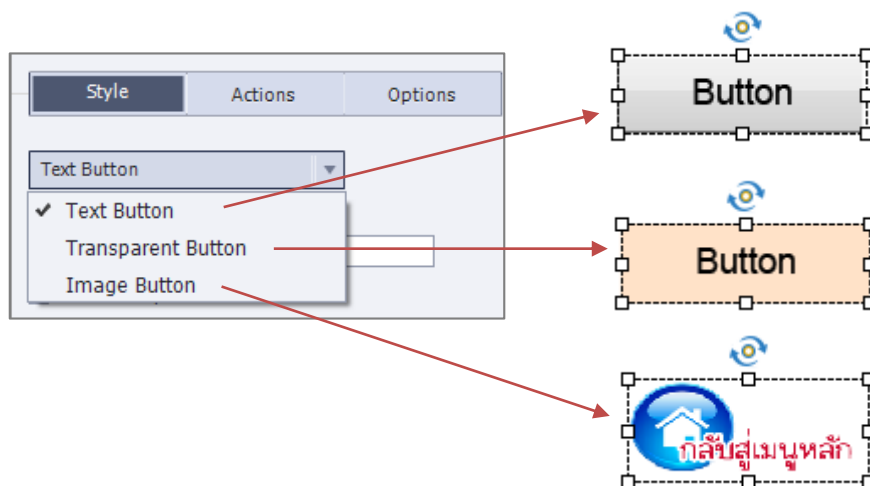 Style Actions Options
Text Button
Text Button
Transparent Button
Image Button
Button
Button
กลับสู่เมนูหลัก